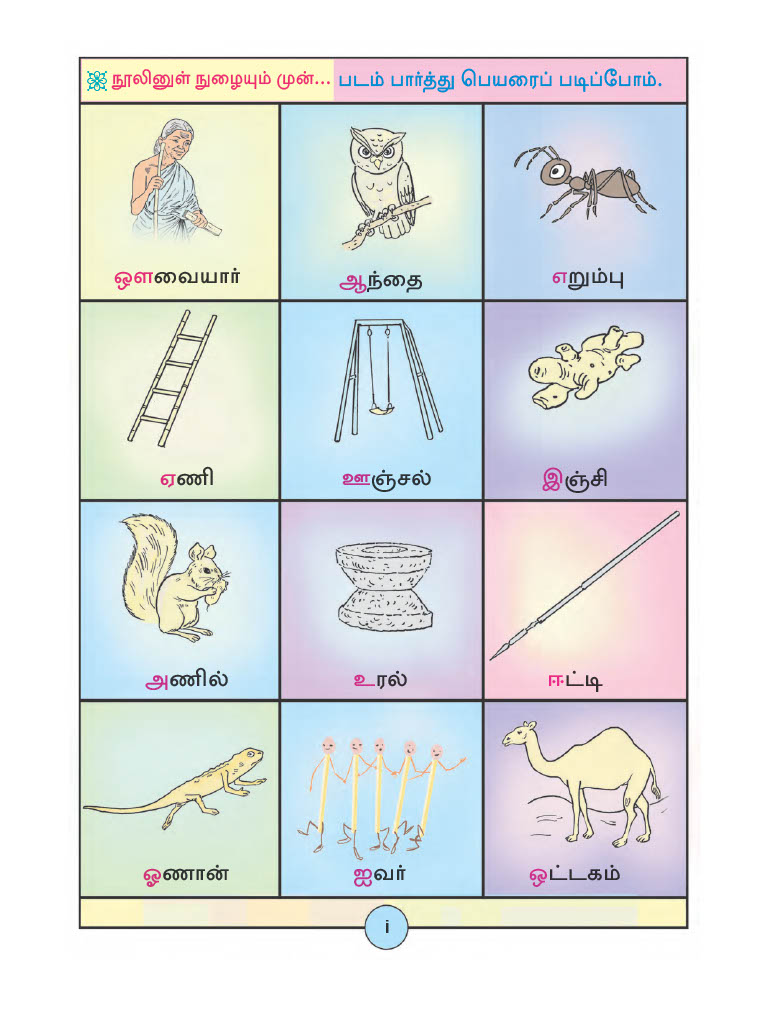 நூலினுள் நுழையும் முன்... படம் பார்த்து பெயரைப் படிப்போம்.
ஔவையார் ஆந்தை எறும்பு
ஏணி ஊஞ்சல் இஞ்சி
அணில் உரல் ஈட்டி
ஓணான் ஐவர் ஒட்டகம்
i